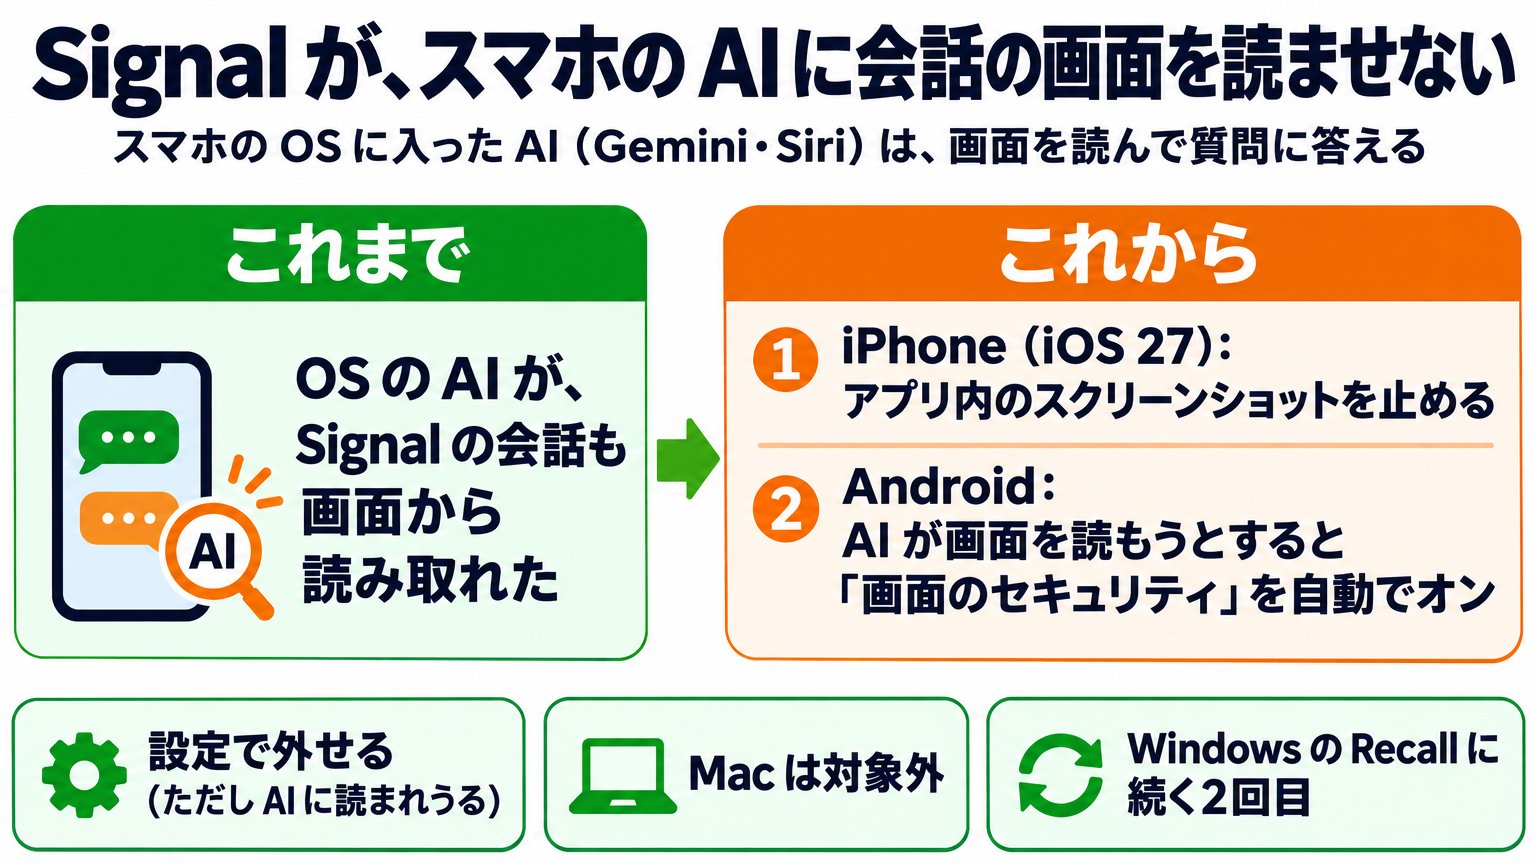 Signal が、スマホの AI に会話の画面を読ませない
スマホの OS に入った AI（Gemini・Siri）は、画面を読んで質問に答える
これまで
OS の AI が、
Signal の会話も
画面から
読み取れた
AI
これから
1
iPhone（iOS 27）：
アプリ内のスクリーンショットを止める
2
Android：
AI が画面を読もうとすると
「画面のセキュリティ」を自動でオン
設定で外せる
（ただし AI に読まれうる）
Mac は対象外
Windows の Recall に
続く2回目